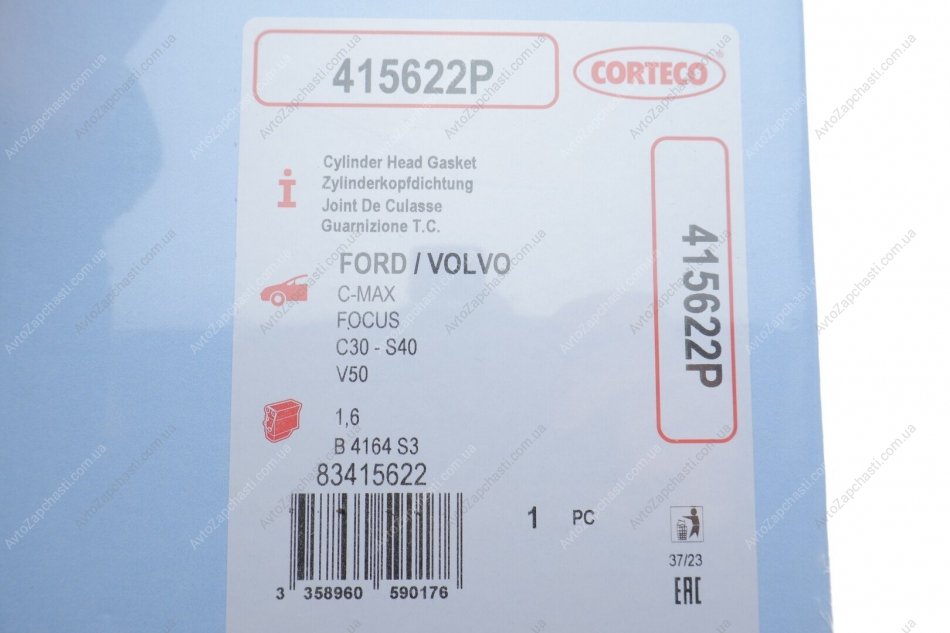 415622P
CORTECO
Cylinder Head Gasket
Zylinderkopfdichtung
Joint De Culasse
Guarnizione T.C.
FORD / VOLVO
C-MAX
FOCUS
C30 - S40
V50
1,6
B 4164 S3
83415622
3 358960 590176
1 PC
415622P
37/23
EAC
AvtoZapchasti.com.ua